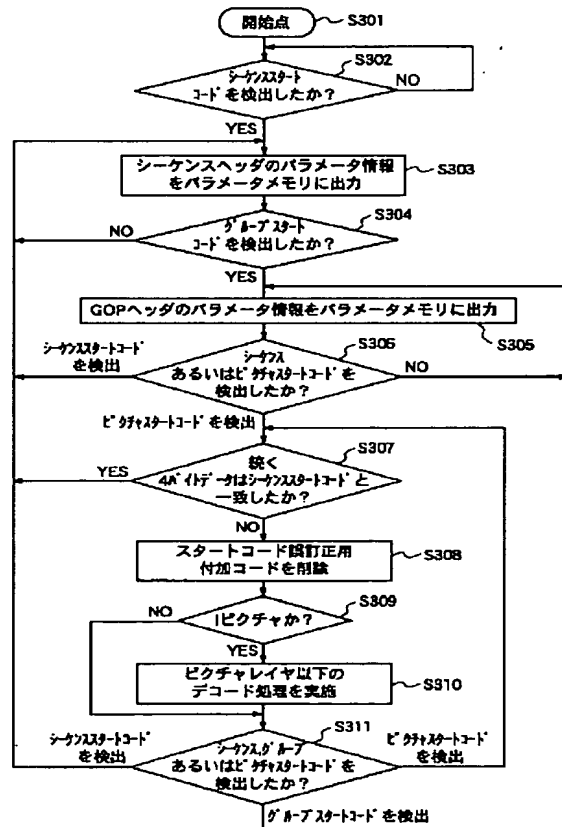 開始点
S301
シーケンススタート
コードを検出したか？
S302
NO
YES
シーケンスヘッダのパラメータ情報
をパラメータメモリに出力
S303
グループスタート
コードを検出したか？
S304
NO
YES
GOPヘッダのパラメータ情報をパラメータメモリに出力
S305
シーケンス
あるいはピクチャスタートコードを
検出したか？
S306
シーケンススタートコード
を検出
NO
ピクチャスタートコードを検出
続く
4バイトデータはシーケンススタートコードと
一致したか？
S307
YES
NO
スタートコード誤訂正用
付加コードを削除
S308
Iピクチャか？
S309
NO
YES
ピクチャレイヤ以下の
デコード処理を実施
S310
シーケンス,グループ
あるいはピクチャスタートコードを
検出したか？
S311
シーケンススタートコード
を検出
ピクチャスタートコード
を検出
グループスタートコードを検出